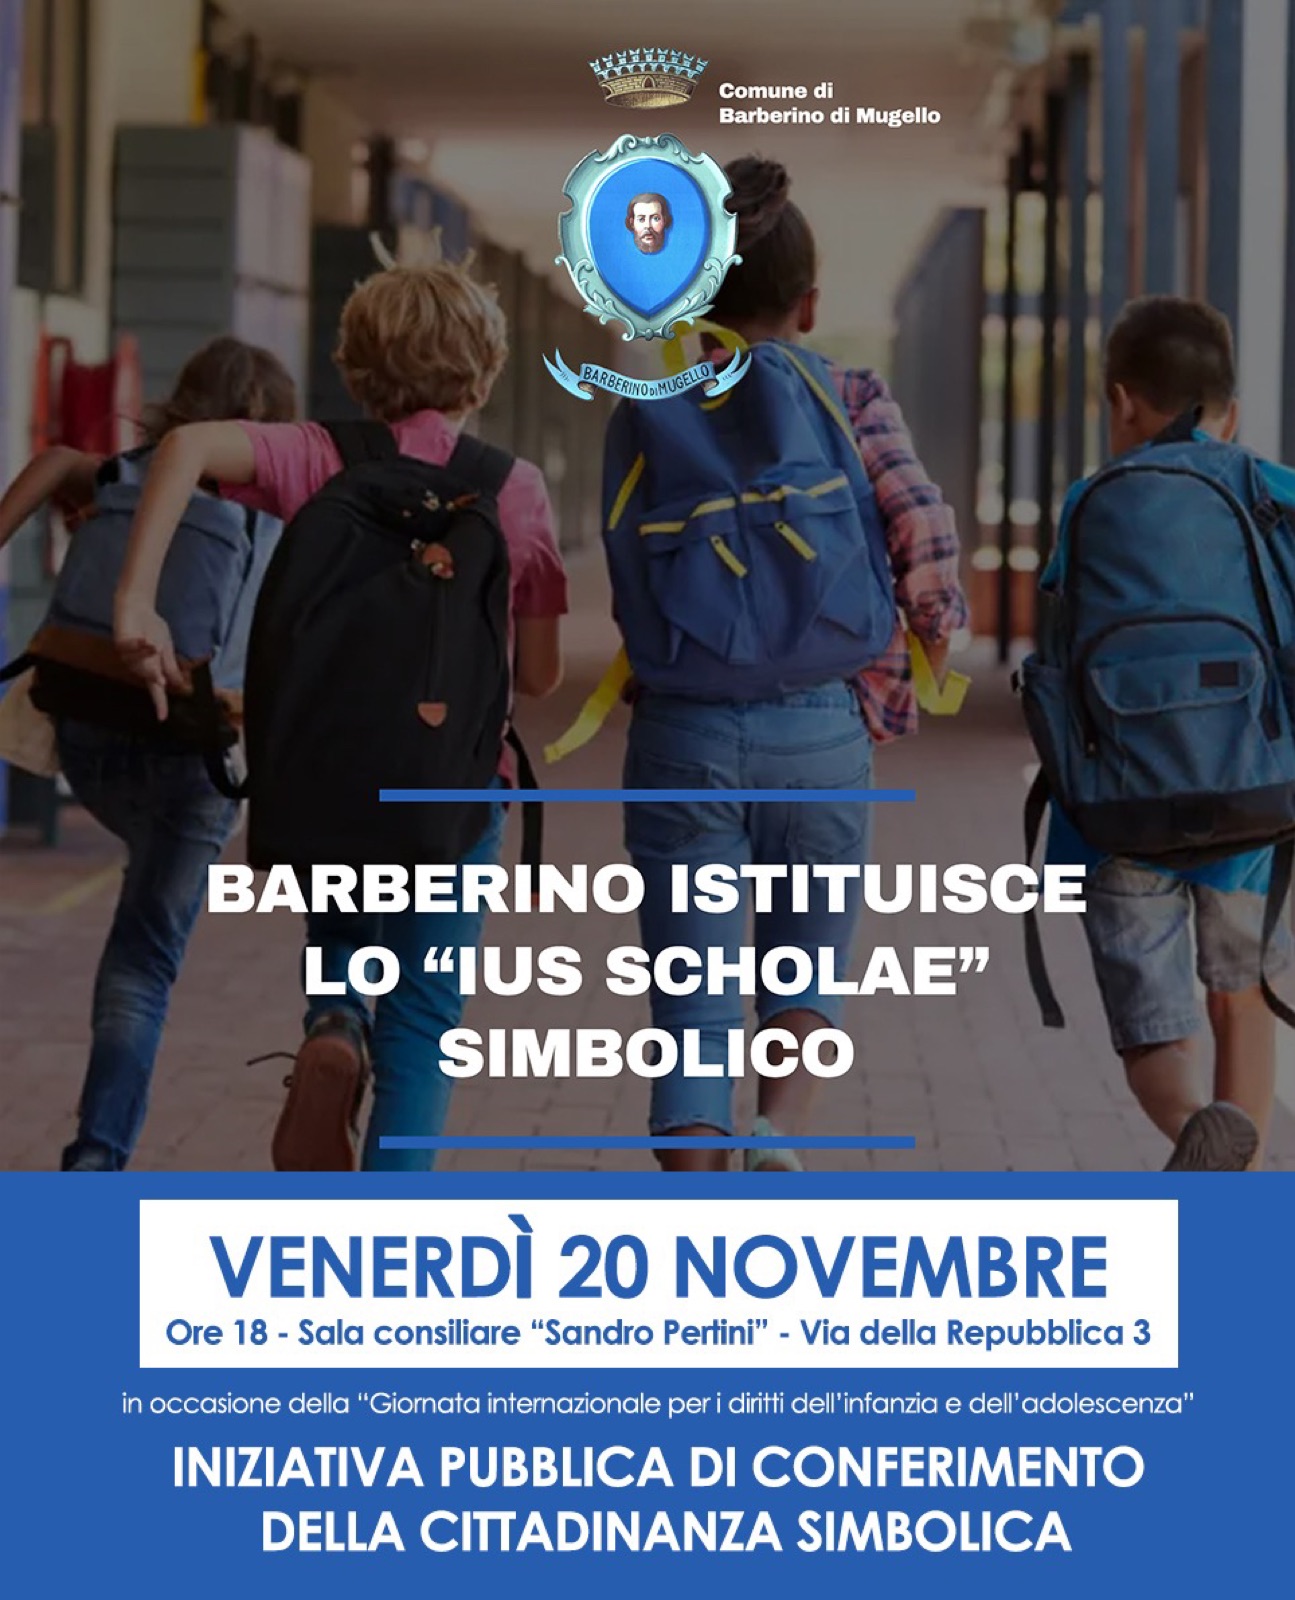 Comune di
Barberino di Mugello
BARBERINO DI MUGELLO
BARBERINO ISTITUISCE
LO “IUS SCHOLAE”
SIMBOLICO
VENERDÌ 20 NOVEMBRE
Ore 18 - Sala consiliare “Sandro Pertini” - Via della Repubblica 3
in occasione della “Giornata internazionale per i diritti dell’infanzia e dell’adolescenza”
INIZIATIVA PUBBLICA DI CONFERIMENTO
DELLA CITTADINANZA SIMBOLICA